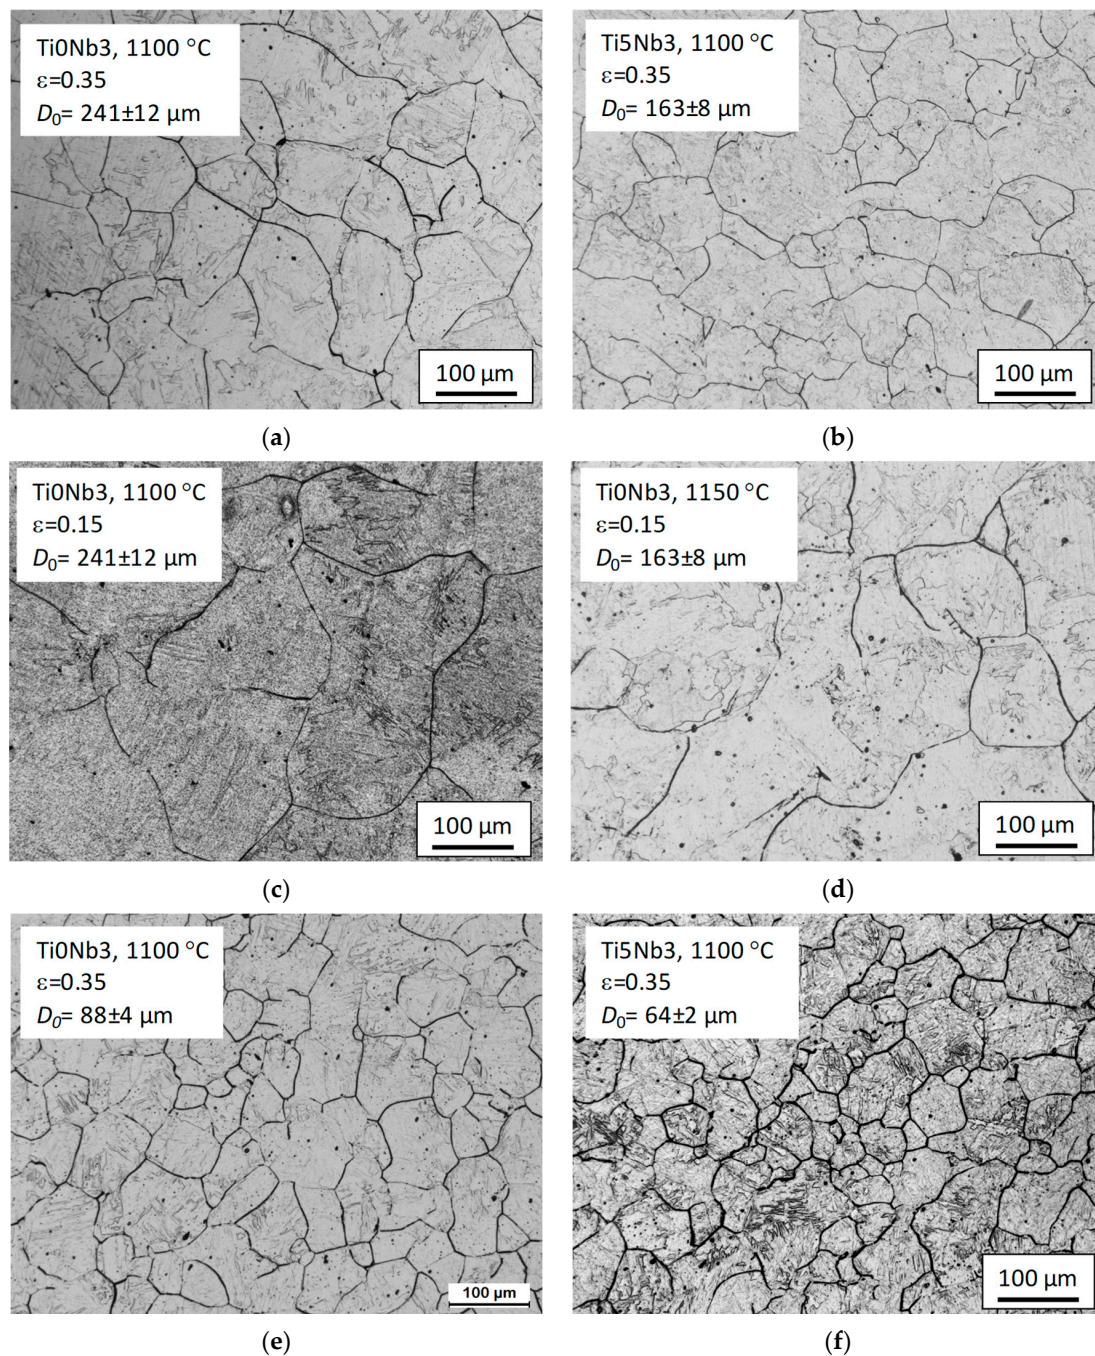 Ti0Nb3, 1100 °C
ε=0.35
D0= 241±12 µm
100 µm
(a)
Ti5Nb3, 1100 °C
ε=0.35
D0= 163±8 µm
100 µm
(b)
Ti0Nb3, 1100 °C
ε=0.15
D0= 241±12 µm
100 µm
(c)
Ti0Nb3, 1150 °C
ε=0.15
D0= 163±8 µm
100 µm
(d)
Ti0Nb3, 1100 °C
ε=0.35
D0= 88±4 µm
100 µm
(e)
Ti5Nb3, 1100 °C
ε=0.35
D0= 64±2 µm
100 µm
(f)